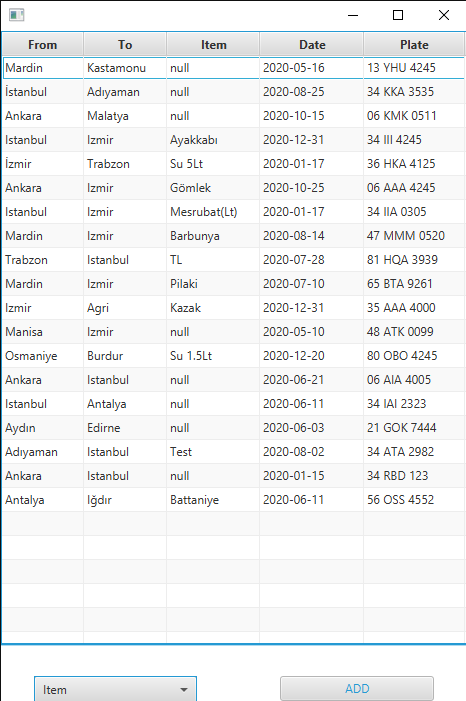 From To Item Date Plate
Mardin Kastamonu null 2020-05-16 13 YHU 4245
İstanbul Adıyaman null 2020-08-25 34 KKA 3535
Ankara Malatya null 2020-10-15 06 KMK 0511
Istanbul Izmir Ayakkabı 2020-12-31 34 III 4245
İzmir Trabzon Su 5Lt 2020-01-17 36 HKA 4125
Ankara Izmir Gömlek 2020-10-25 06 AAA 4245
Istanbul Izmir Mesrubat(Lt) 2020-01-17 34 IIA 0305
Mardin Izmir Barbunya 2020-08-14 47 MMM 0520
Trabzon Istanbul TL 2020-07-28 81 HQA 3939
Mardin Izmir Pilaki 2020-07-10 65 BTA 9261
Izmir Agri Kazak 2020-12-31 35 AAA 4000
Manisa Izmir null 2020-05-10 48 ATK 0099
Osmaniye Burdur Su 1.5Lt 2020-12-20 80 OBO 4245
Ankara Istanbul null 2020-06-21 06 AIA 4005
Istanbul Antalya null 2020-06-11 34 IAI 2323
Aydın Edirne null 2020-06-03 21 GOK 7444
Adıyaman Istanbul Test 2020-08-02 34 ATA 2982
Ankara Istanbul null 2020-01-15 34 RBD 123
Antalya Iğdır Battaniye 2020-06-11 56 OSS 4552
Item ADD